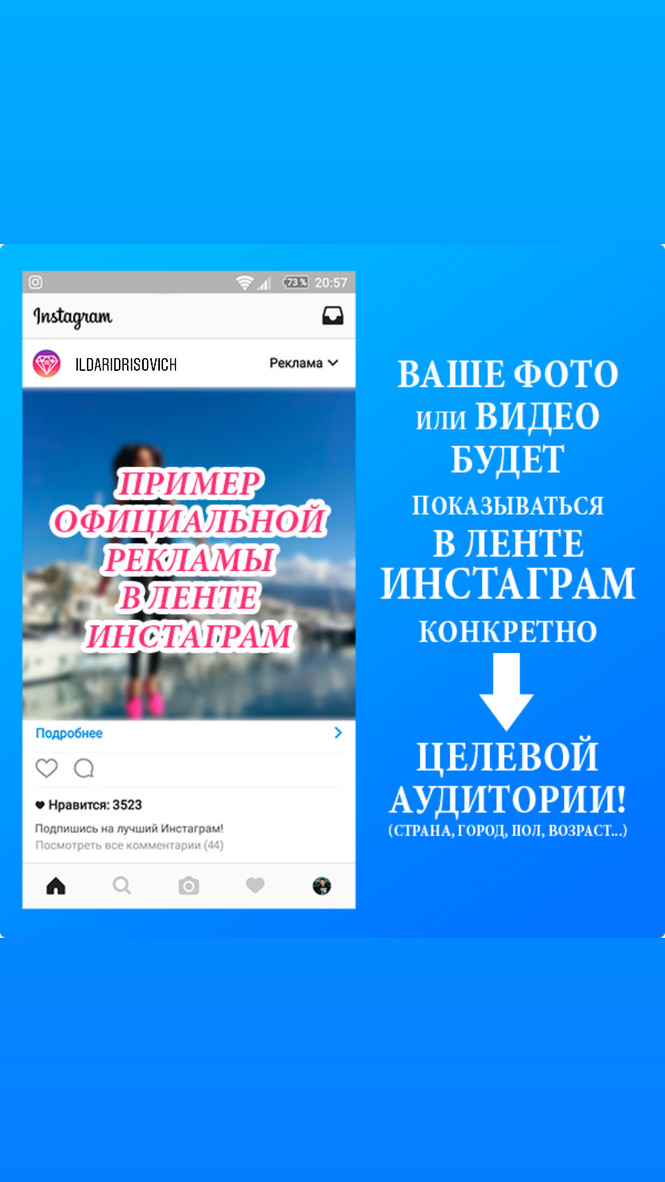 73 % 20:57
Instagram
ILDARIDRISOVICH Реклама
ПРИМЕР
ОФИЦИАЛЬНОЙ
РЕКЛАМЫ
В ЛЕНТЕ
ИНСТАГРАМ
Подробнее
Нравится: 3523
Подпишись на лучший Инстаграм!
Посмотреть все комментарии (44)
ВАШЕ ФОТО
ИЛИ ВИДЕО
БУДЕТ
ПОКАЗЫВАТЬСЯ
В ЛЕНТЕ
ИНСТАГРАМ
КОНКРЕТНО
ЦЕЛЕВОЙ
АУДИТОРИИ!
(СТРАНА, ГОРОД, ПОЛ, ВОЗРАСТ...)